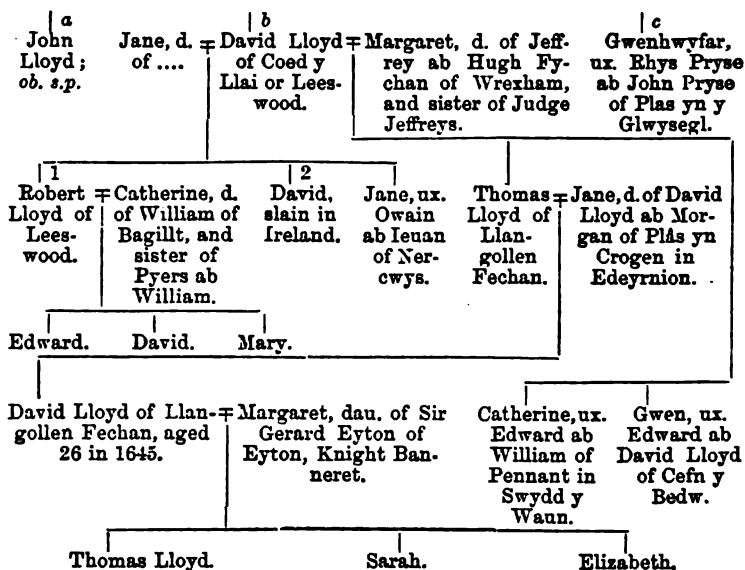 a
John
Lloyd;
ob. s.p.
Jane, d.
of ....
b
David Lloyd
of Coed y
Llai or Lees-
wood.
Margaret, d. of Jeff-
rey ab Hugh Fy-
chan of Wrexham,
and sister of Judge
Jeffreys.
c
Gwenhwyfar,
ux. Rhys Pryse
ab John Pryse
of Plas yn y
Glwysegl.
1
Robert
Lloyd of
Lees-
wood.
Catherine, d.
of William of
Bagillt, and
sister of
Pyers ab
William.
2
David,
slain in
Ireland.
Jane, ux.
Owain
ab Ieuan
of Ner-
cwys.
Thomas
Lloyd of
Llan-
gollen
Fechan.
Jane, d. of David
Lloyd ab Mor-
gan of Plâs yn
Crogen in
Edeyrnion.
Edward.
David.
Mary.
David Lloyd of Llan-
gollen Fechan, aged
26 in 1645.
Margaret, dau. of Sir
Gerard Eyton of
Eyton, Knight Ban-
neret.
Catherine, ux.
Edward ab
William of
Pennant in
Swydd y
Waun.
Gwen, ux.
Edward ab
David Lloyd
of Cefn y
Bedw.
Thomas Lloyd.
Sarah.
Elizabeth.